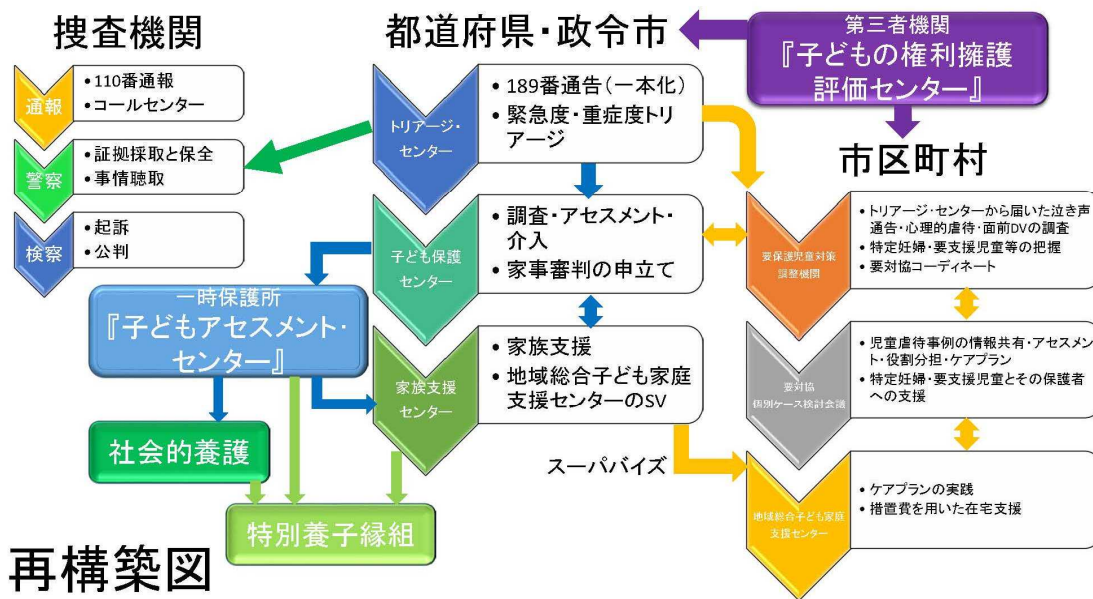 捜査機関
通報
•110番通報
•コールセンター
警察
•証拠採取と保全
•事情聴取
検察
•起訴
•公判
都道府県・政令市
トリアージ・
センター
• 189番通告（一本化）
• 緊急度・重症度トリ
アージ
子ども保護
センター
• 調査・アセスメント・
介入
• 家事審判の申立て
家族支援
センター
• 家族支援
• 地域総合子ども家庭
支援センターのSV
一時保護所
『子どもアセスメント・
センター』
社会的養護
特別養子縁組
スーパバイズ
第三者機関
『子どもの権利擁護
評価センター』
市区町村
要保護児童対策
調整機関
• トリアージ・センターから届いた泣き声
通告・心理的虐待・面前DVの調査
• 特定妊婦・要支援児童等の把握
• 要対協コーディネート
要対協
個別ケース検討会議
• 児童虐待事例の情報共有・アセスメン
ト・役割分担・ケアプラン
• 特定妊婦・要支援児童とその保護者
への支援
地域総合子ども家庭
支援センター
• ケアプランの実践
• 措置費を用いた在宅支援
再構築図